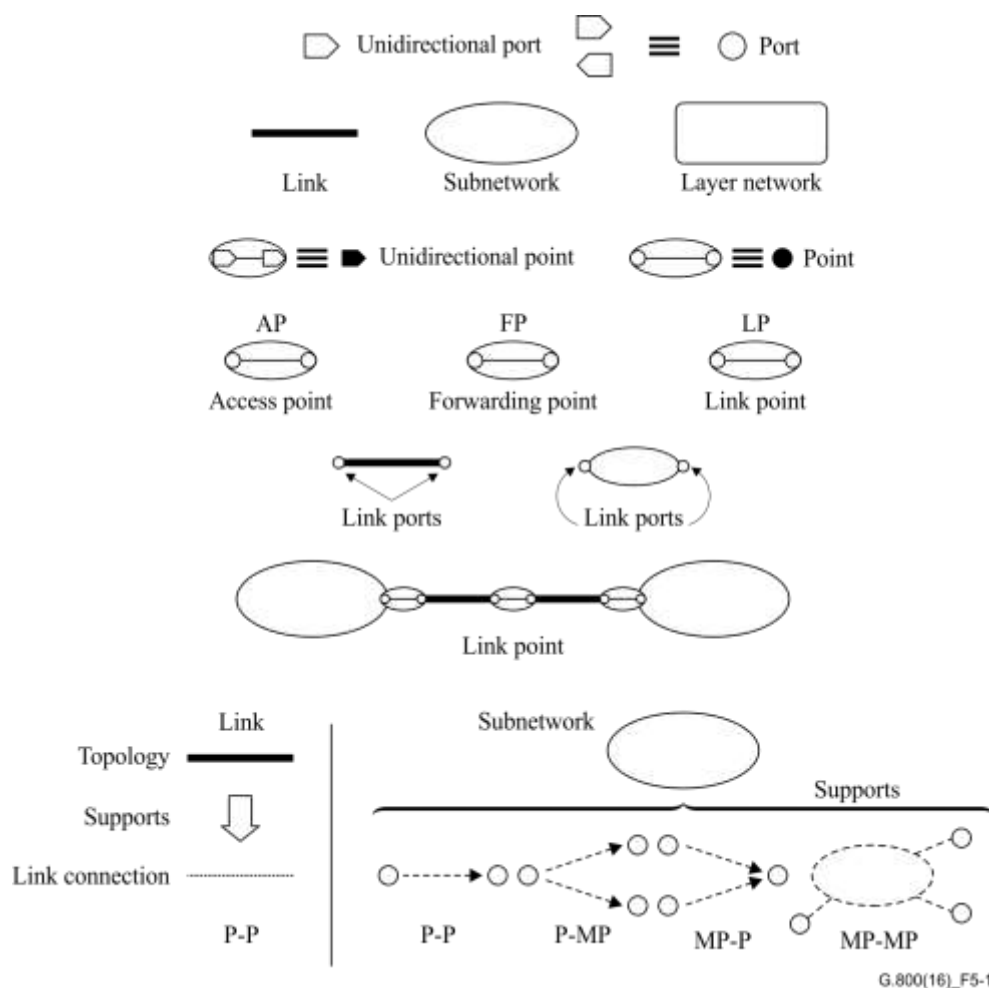 Unidirectional port
Port
Link
Subnetwork
Layer network
Unidirectional point
Point
AP
FP
LP
Access point
Forwarding point
Link point
Link ports
Link ports
Link point
Link
Subnetwork
Topology
Supports
Supports
Link connection
P-P
P-P
P-MP
MP-P
MP-MP
G.800(16)_F5-1